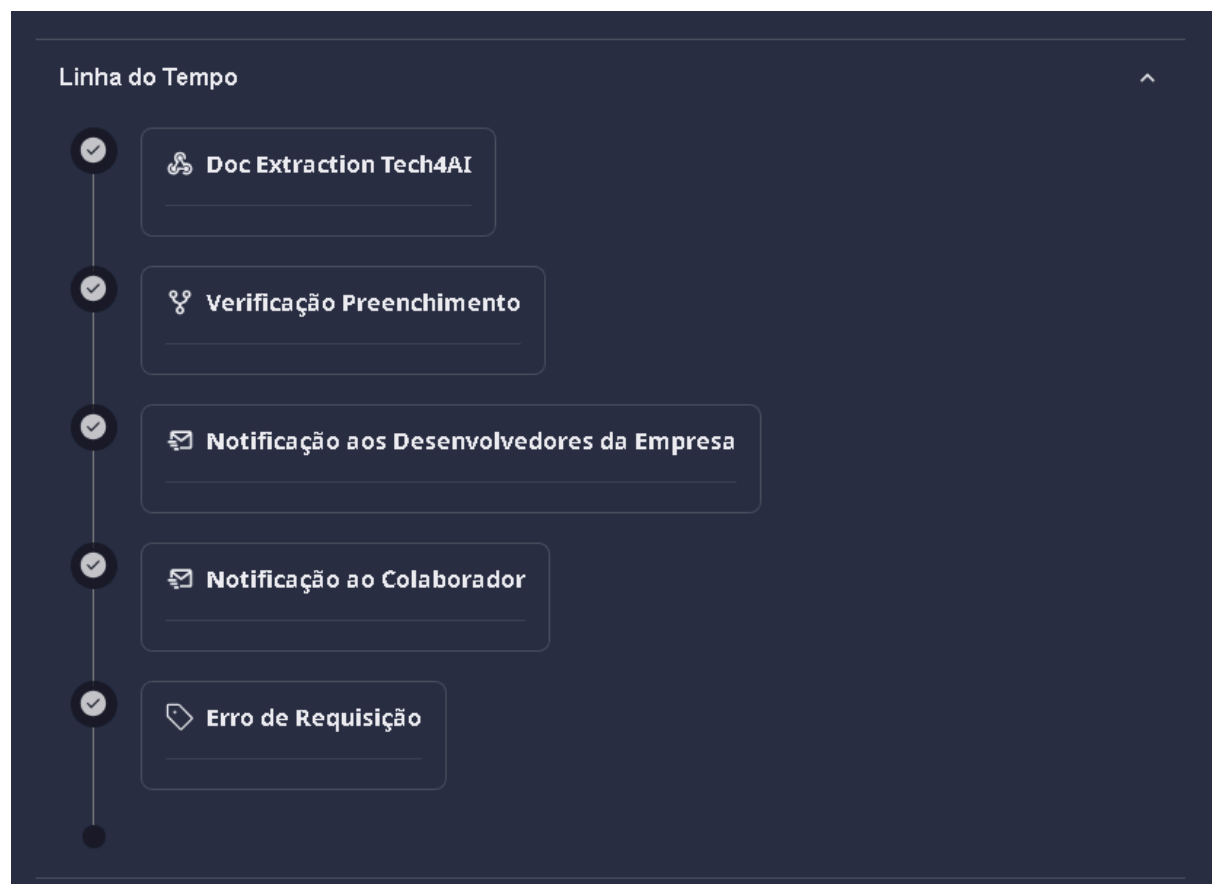 Linha do Tempo
Doc Extraction Tech4AI
Verificação Preenchimento
Notificação aos Desenvolvedores da Empresa
Notificação ao Colaborador
Erro de Requisição